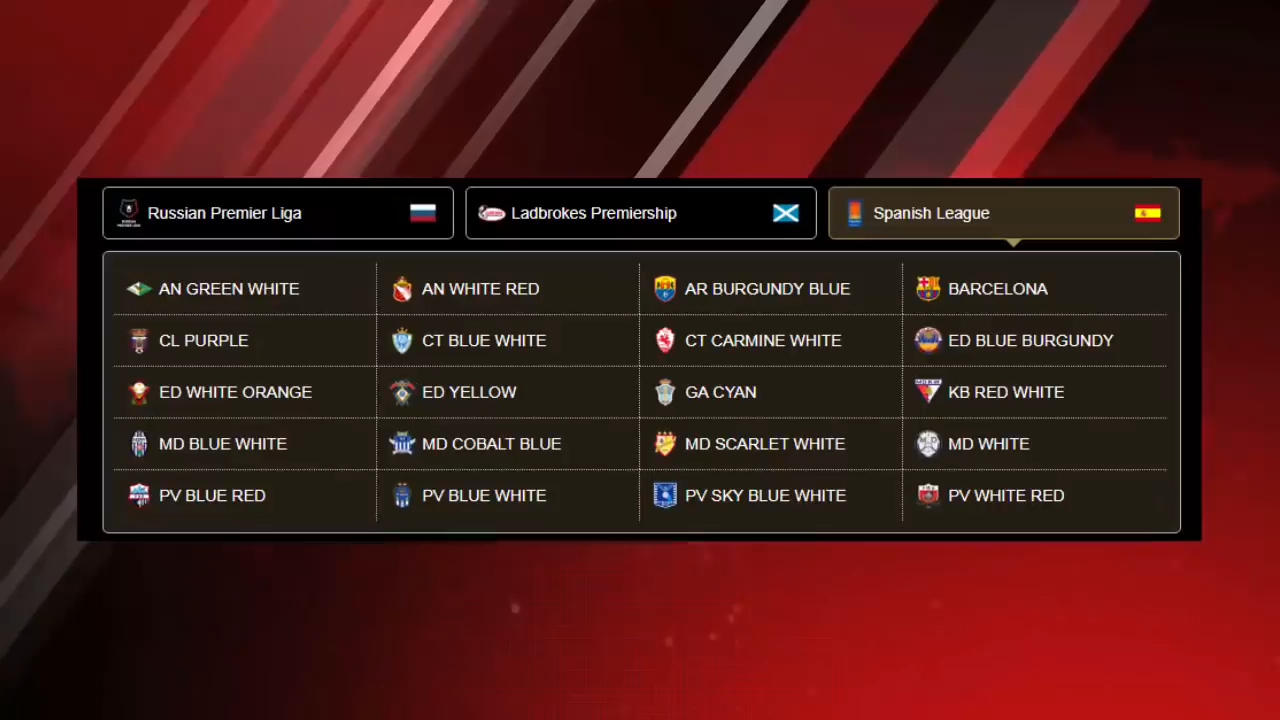 Russian Premier Liga
Ladbrokes Premiership
Spanish League
AN GREEN WHITE
AN WHITE RED
AR BURGUNDY BLUE
BARCELONA
CL PURPLE
CT BLUE WHITE
CT CARMINE WHITE
ED BLUE BURGUNDY
ED WHITE ORANGE
ED YELLOW
GA CYAN
KB RED WHITE
MD BLUE WHITE
MD COBALT BLUE
MD SCARLET WHITE
MD WHITE
PV BLUE RED
PV BLUE WHITE
PV SKY BLUE WHITE
PV WHITE RED